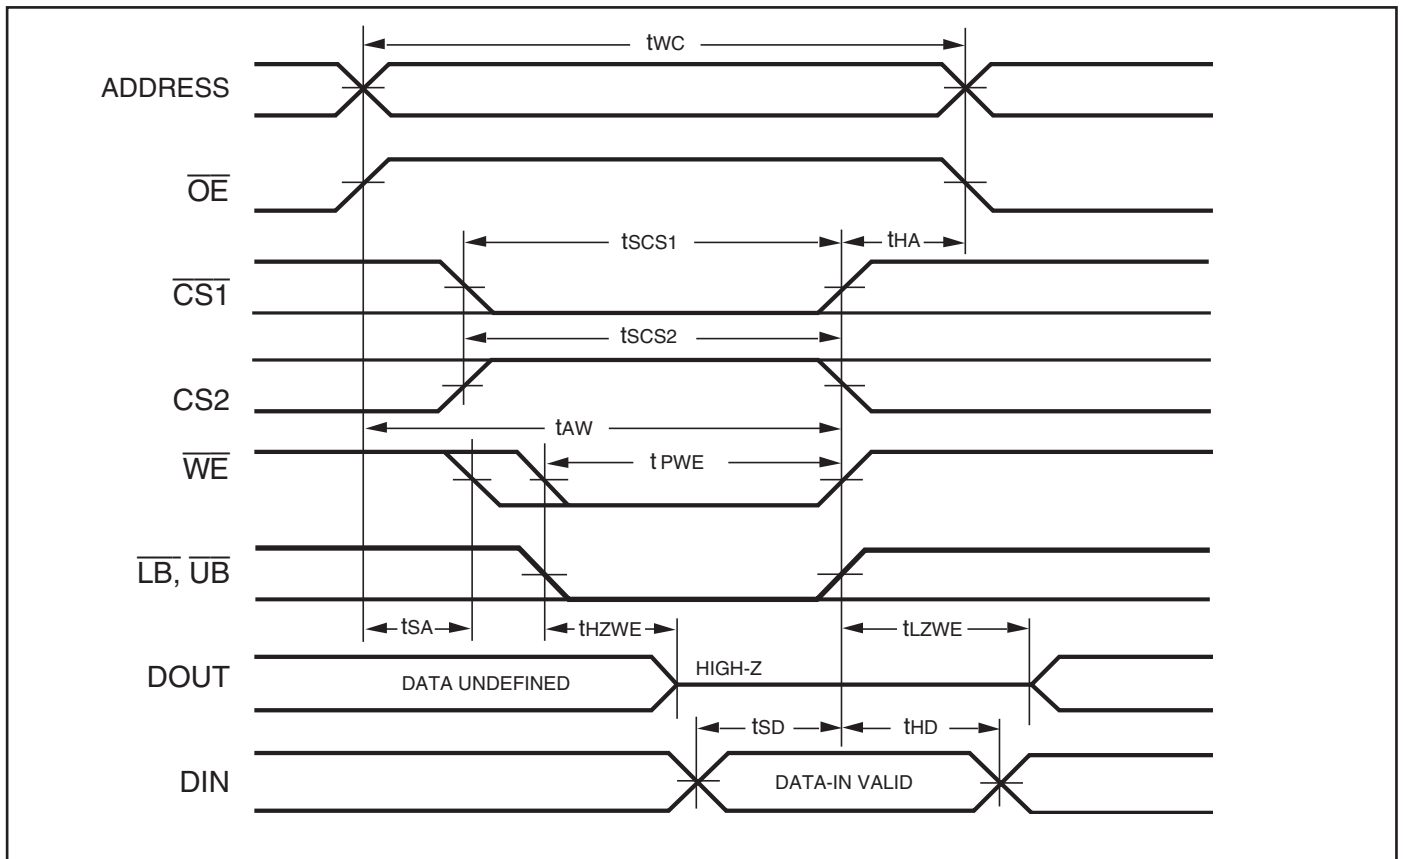 tWC
ADDRESS
OE
tSCS1
tHA
CS1
tSCS2
CS2
tAW
WE
t PWE
LB, UB
tSA
tHZWE
tLZWE
DOUT
DATA UNDEFINED
HIGH-Z
tSD
tHD
DIN
DATA-IN VALID